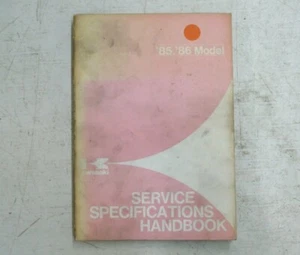 '85-'86 Model
SERVICE
SPECIFICATIONS
HANDBOOK